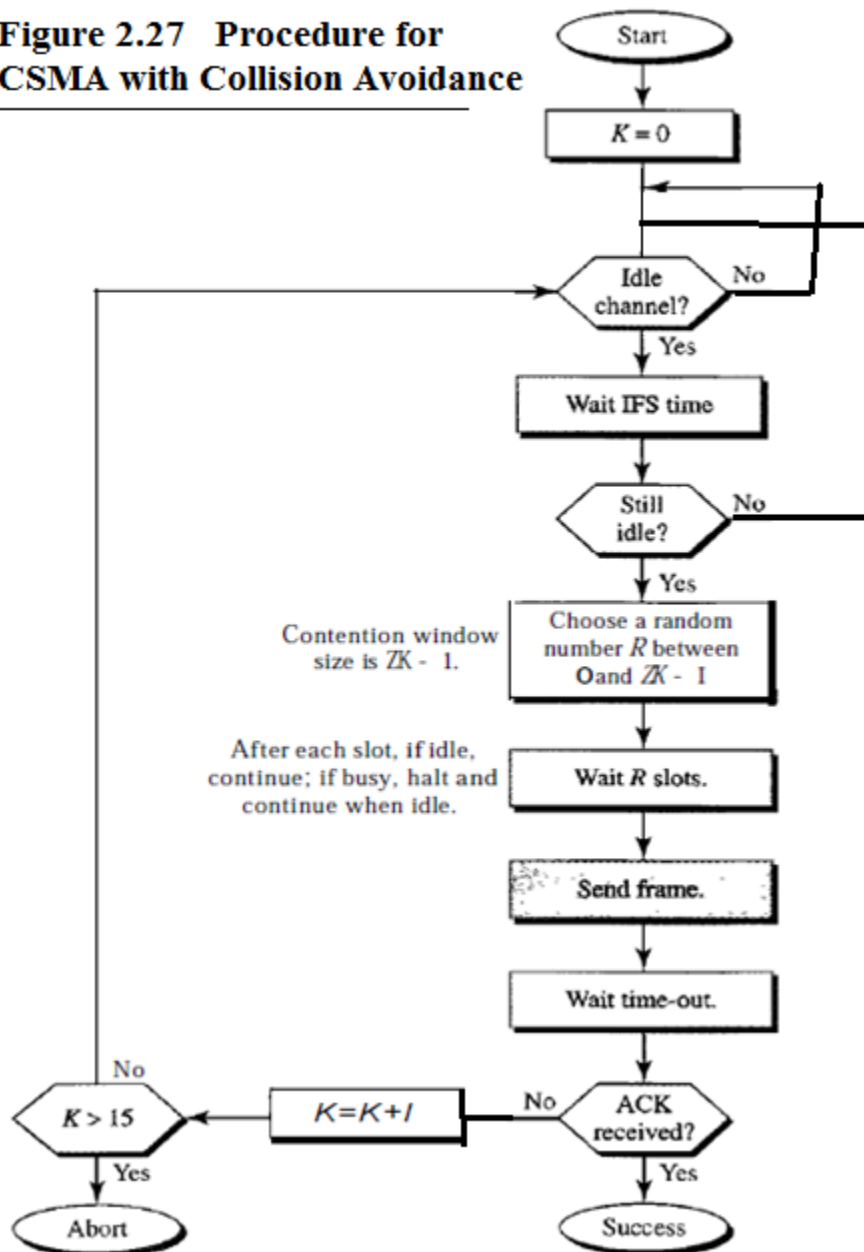 Figure 2.27 Procedure for
CSMA with Collision Avoidance
Start
K = 0
Idle
channel?
No
Yes
Wait IFS time
Still
idle?
No
Yes
Contention window
size is ZK - 1.
Choose a random
number R between
O and ZK - I
After each slot, if idle,
continue; if busy, halt and
continue when idle.
Wait R slots.
Send frame.
Wait time-out.
No
K > 15
K=K+I
No
ACK
received?
Yes
Yes
Abort
Success